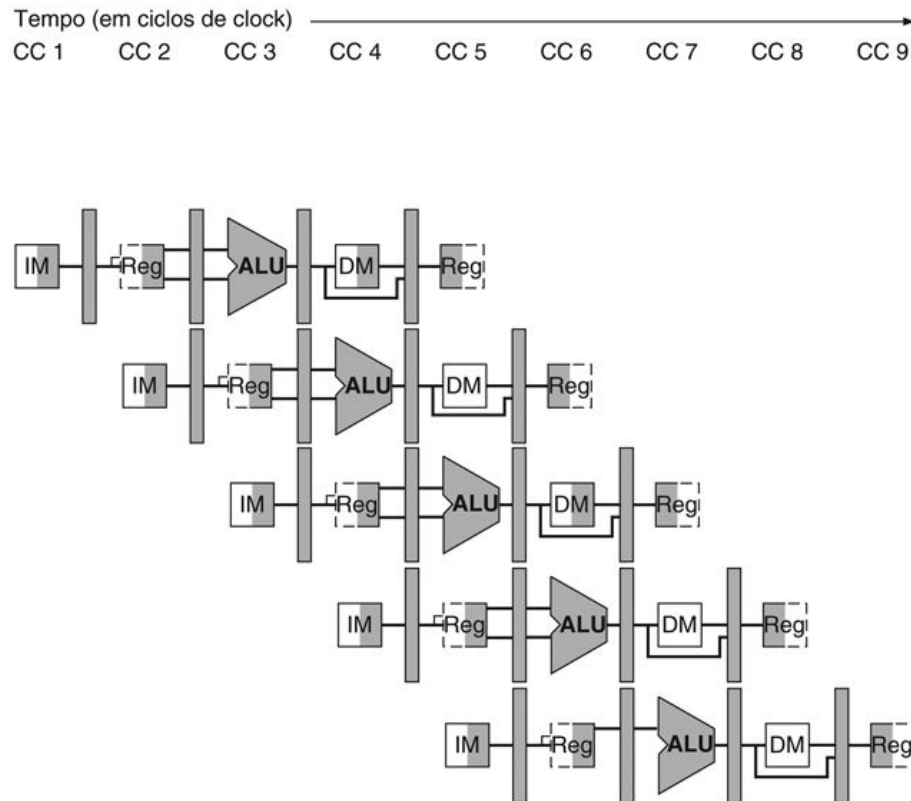 Tempo (em ciclos de clock)
CC 1 CC 2 CC 3 CC 4 CC 5 CC 6 CC 7 CC 8 CC 9
IM Reg ALU DM Reg
IM Reg ALU DM Reg
IM Reg ALU DM Reg
IM Reg ALU DM Reg
IM Reg ALU DM Reg